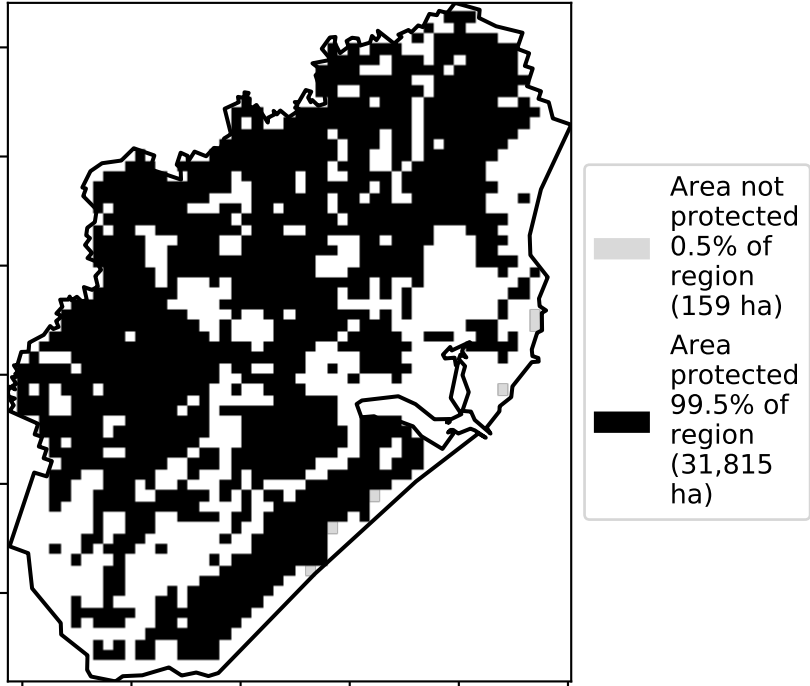 Area not
protected
0.5% of
region
(159 ha)
Area
protected
99.5% of
region
(31,815
ha)